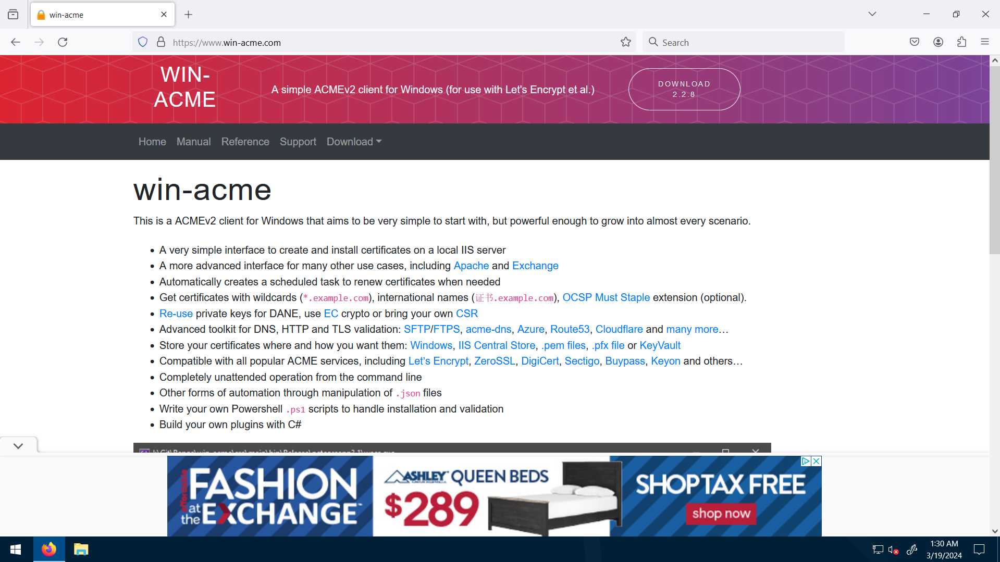 win-acme
https://www.win-acme.com
Search
WIN-
ACME
A simple ACMEv2 client for Windows (for use with Let's Encrypt et al.)
DOWNLOAD
2.2.8
Home Manual Reference Support Download
win-acme
This is a ACMEv2 client for Windows that aims to be very simple to start with, but powerful enough to grow into almost every scenario.
A very simple interface to create and install certificates on a local IIS server
A more advanced interface for many other use cases, including Apache and Exchange
Automatically creates a scheduled task to renew certificates when needed
Get certificates with wildcards (*.example.com), international names (证书.example.com), OCSP Must Staple extension (optional).
Re-use private keys for DANE, use EC crypto or bring your own CSR
Advanced toolkit for DNS, HTTP and TLS validation: SFTP/FTPS, acme-dns, Azure, Route53, Cloudflare and many more…
Store your certificates where and how you want them: Windows, IIS Central Store, .pem files, .pfx file or KeyVault
Compatible with all popular ACME services, including Let’s Encrypt, ZeroSSL, DigiCert, Sectigo, Buypass, Keyon and others…
Completely unattended operation from the command line
Other forms of automation through manipulation of .json files
Write your own Powershell .ps1 scripts to handle installation and validation
Build your own plugins with C#
affordable
FASHION
at
the EXCHANGE
ASHLEY QUEEN BEDS
$289
SHOP TAX FREE
shop now
1:30 AM
3/19/2024